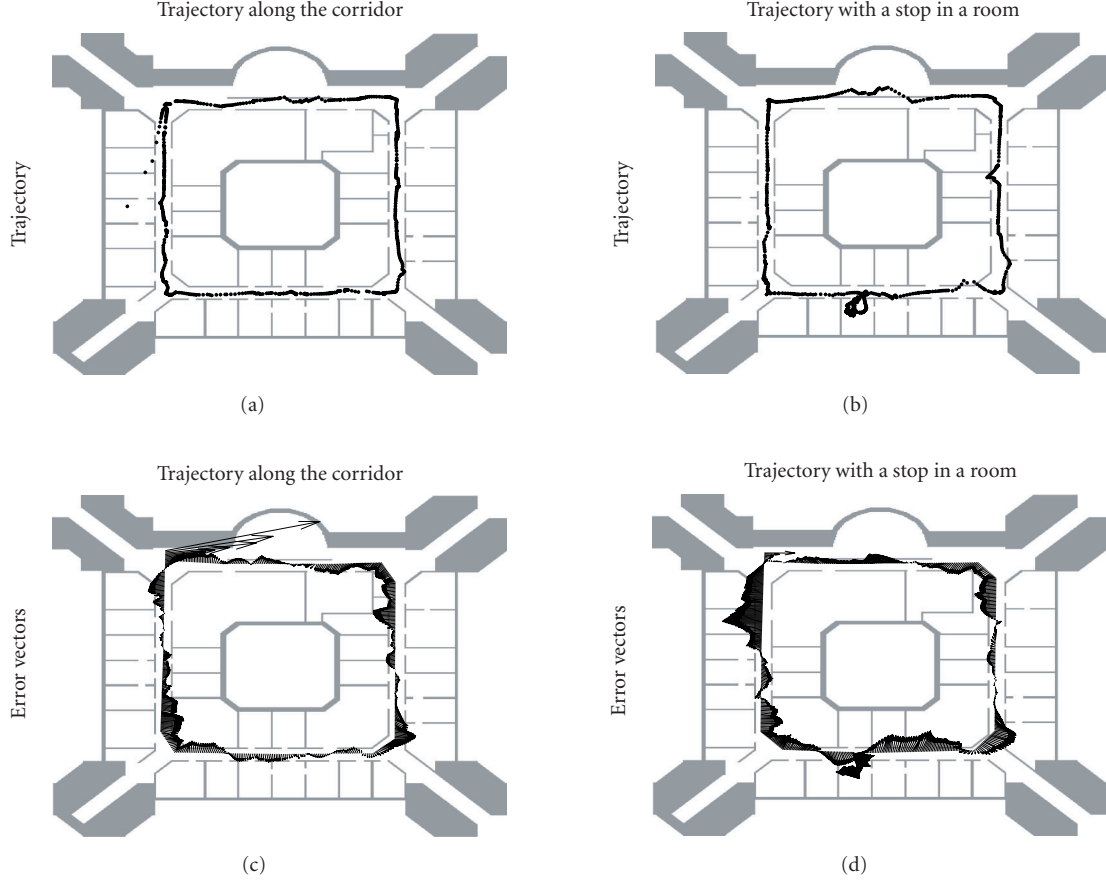 Trajectory along the corridor
Trajectory with a stop in a room
Trajectory
Trajectory
(a)
(b)
Trajectory along the corridor
Trajectory with a stop in a room
Error vectors
Error vectors
(c)
(d)